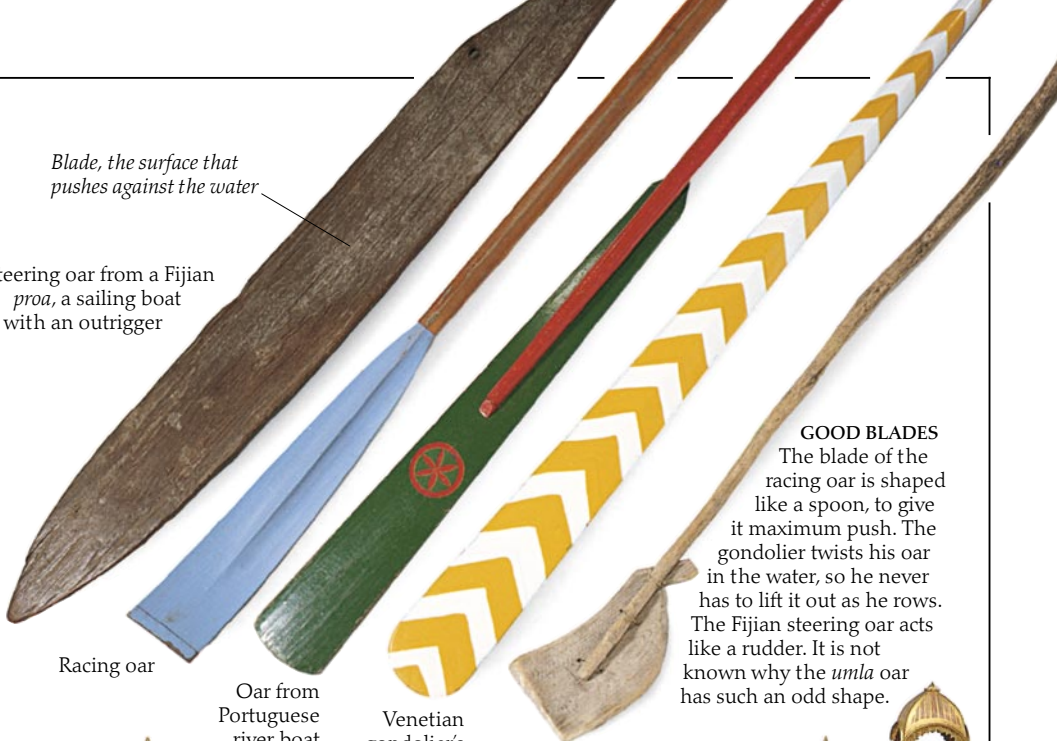 Blade, the surface that
pushes against the water
from a Fijian
proa, a sailing boat
with an outrigger
GOOD BLADES
The blade of the
racing oar is shaped
like a spoon, to give
it maximum push. The
gondolier twists his oar
in the water, so he never
has to lift it out as he rows.
The Fijian steering oar acts
like a rudder. It is not
known why the umla oar
has such an odd shape.
Racing oar
Oar from
Portuguese
river boat
Venetian